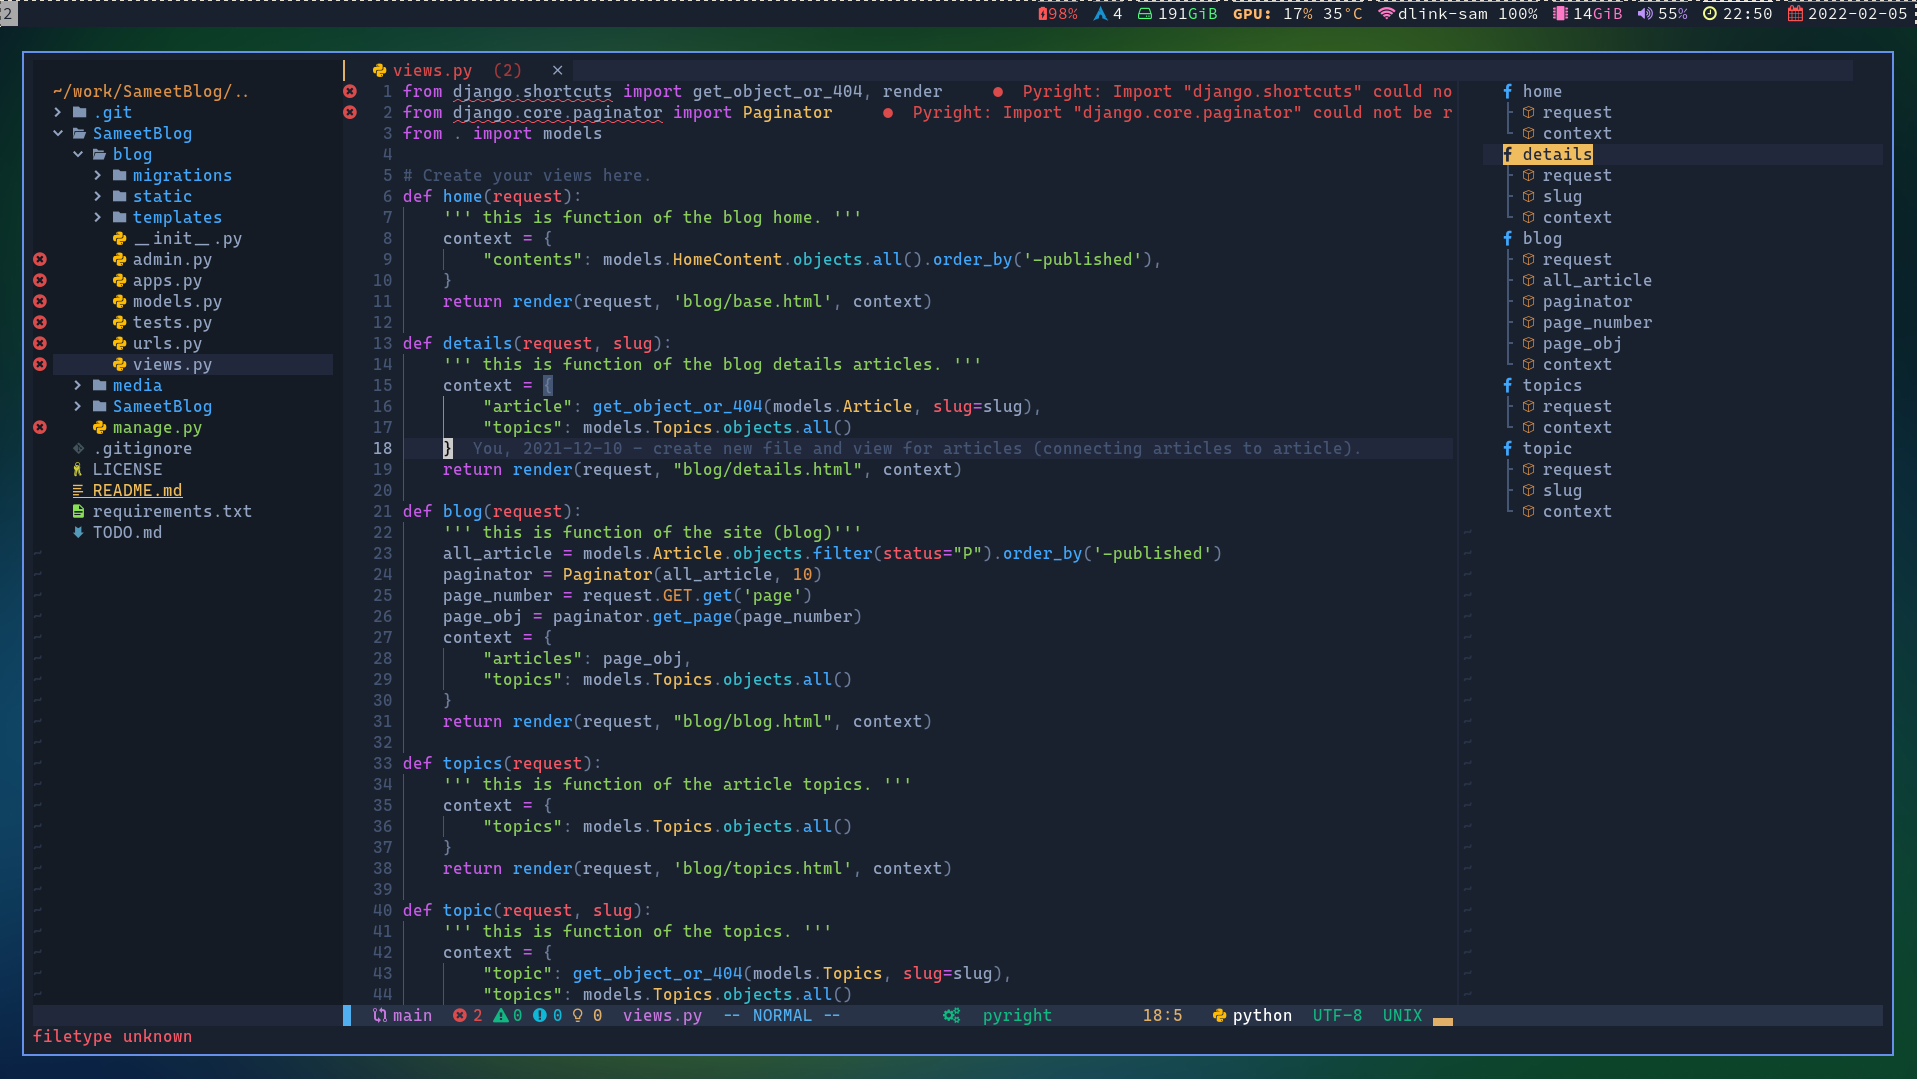 2 98% 4 191GiB GPU: 17% 35°C dlink-sam 100% 14GiB 55% 22:50 2022-02-05
~/work/SameetBlog/..
.git
SameetBlog
blog
migrations
static
templates
__init__.py
admin.py
apps.py
models.py
tests.py
urls.py
views.py
media
SameetBlog
manage.py
.gitignore
LICENSE
README.md
requirements.txt
TODO.md
views.py (2) ×
1 from django.shortcuts import get_object_or_404, render ● Pyright: Import "django.shortcuts" could no
2 from django.core.paginator import Paginator ● Pyright: Import "django.core.paginator" could not be r
3 from . import models
4
5 # Create your views here.
6 def home(request):
7 ''' this is function of the blog home. '''
8 context = {
9 "contents": models.HomeContent.objects.all().order_by('-published'),
10 }
11 return render(request, 'blog/base.html', context)
12
13 def details(request, slug):
14 ''' this is function of the blog details articles. '''
15 context = {
16 "article": get_object_or_404(models.Article, slug=slug),
17 "topics": models.Topics.objects.all()
18 } You, 2021-12-10 - create new file and view for articles (connecting articles to article).
19 return render(request, "blog/details.html", context)
20
21 def blog(request):
22 ''' this is function of the site (blog)'''
23 all_article = models.Article.objects.filter(status="P").order_by('-published')
24 paginator = Paginator(all_article, 10)
25 page_number = request.GET.get('page')
26 page_obj = paginator.get_page(page_number)
27 context = {
28 "articles": page_obj,
29 "topics": models.Topics.objects.all()
30 }
31 return render(request, "blog/blog.html", context)
32
33 def topics(request):
34 ''' this is function of the article topics. '''
35 context = {
36 "topics": models.Topics.objects.all()
37 }
38 return render(request, 'blog/topics.html', context)
39
40 def topic(request, slug):
41 ''' this is function of the topics. '''
42 context = {
43 "topic": get_object_or_404(models.Topics, slug=slug),
44 "topics": models.Topics.objects.all()
home
request
context
details
request
slug
context
blog
request
all_article
paginator
page_number
page_obj
context
topics
request
context
topic
request
slug
context
main 2 0 0 0 views.py -- NORMAL -- pyright 18:5 python UTF-8 UNIX
filetype unknown